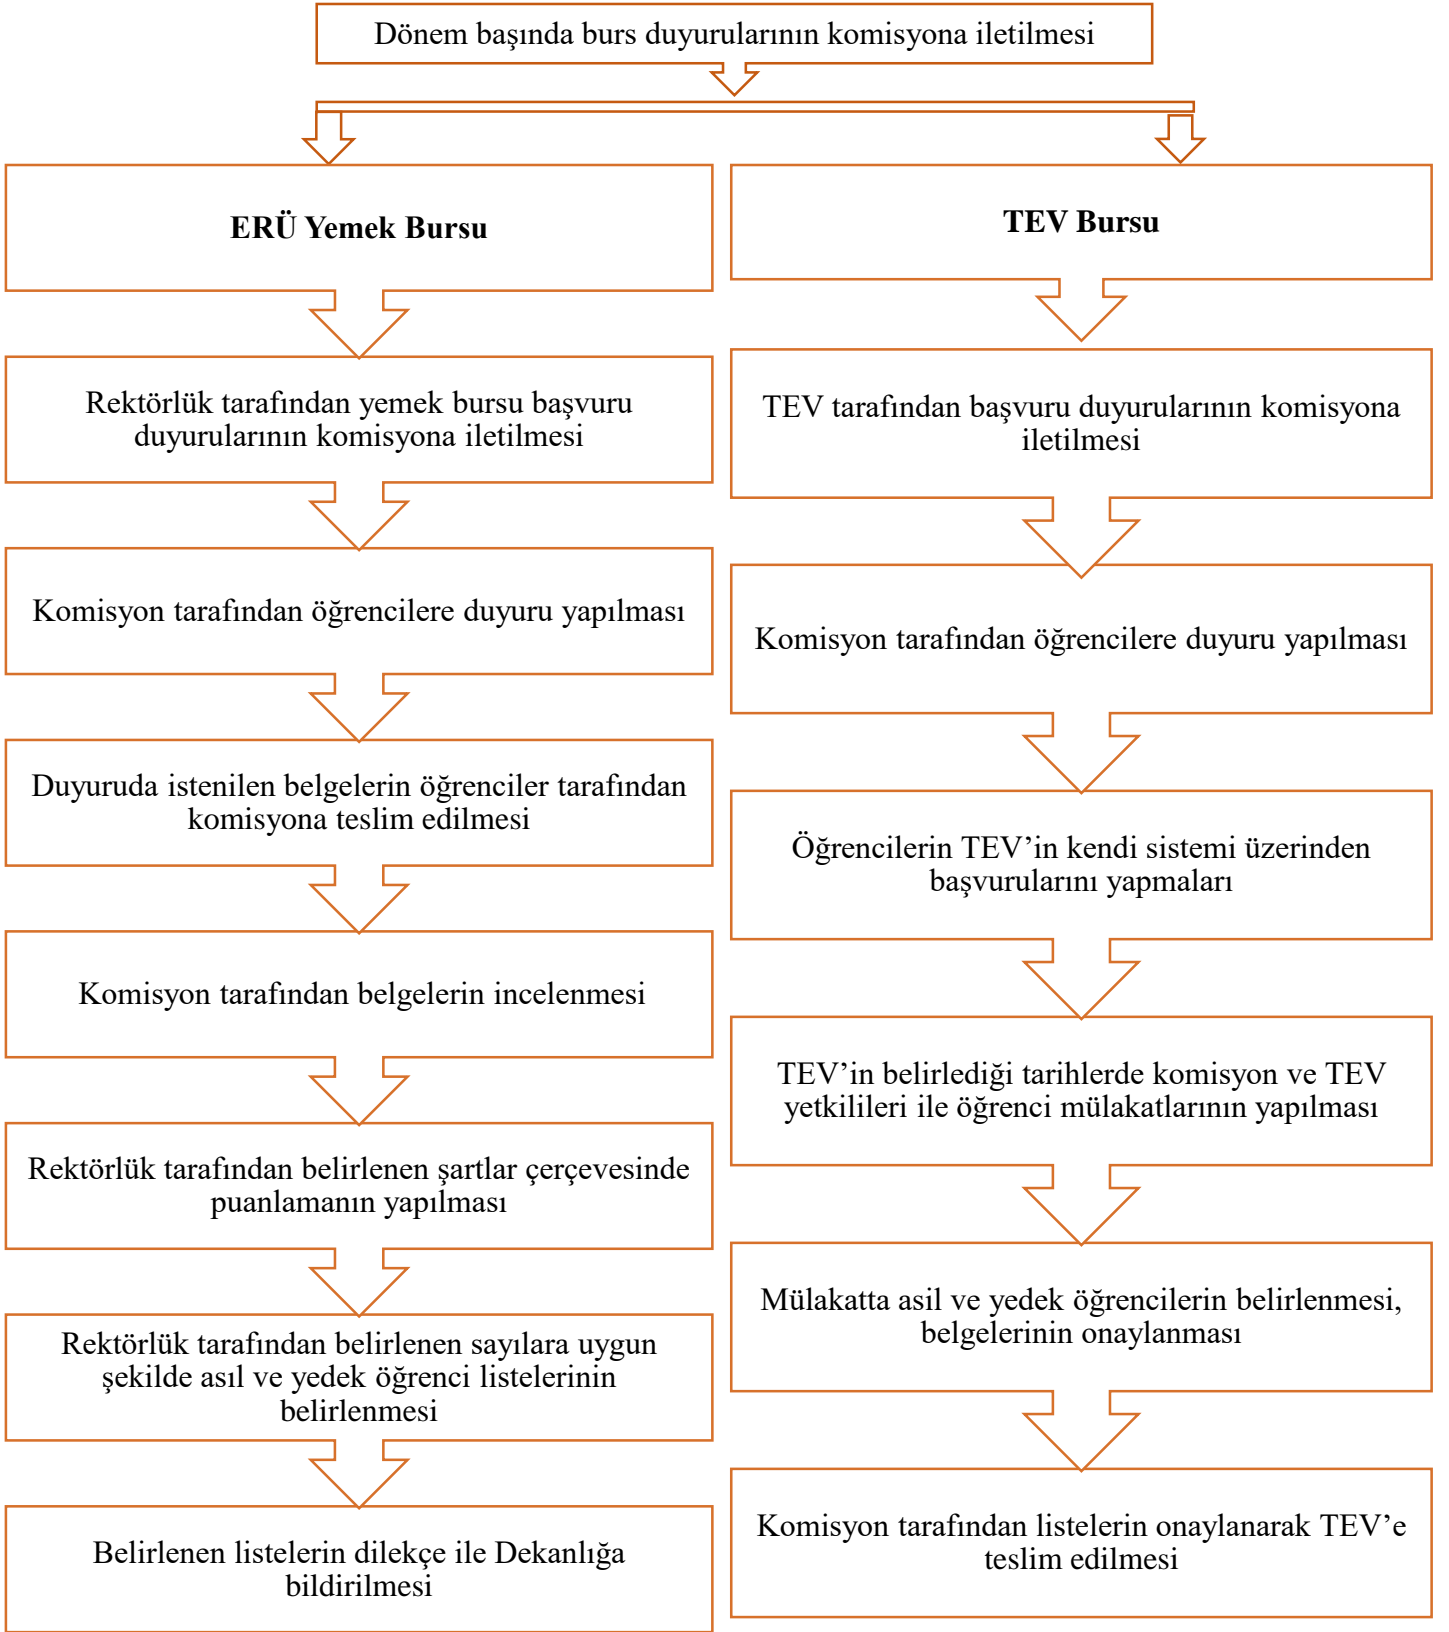 Dönem başında burs duyurularının komisyona iletilmesi
ERÜ Yemek Bursu
Rektörlük tarafından yemek bursu başvuru
duyurularının komisyona iletilmesi
Komisyon tarafından öğrencilere duyuru yapılması
Duyuruda istenilen belgelerin öğrenciler tarafından
komisyona teslim edilmesi
Komisyon tarafından belgelerin incelenmesi
Rektörlük tarafından belirlenen şartlar çerçevesinde
puanlamanın yapılması
Rektörlük tarafından belirlenen sayılara uygun
şekilde asıl ve yedek öğrenci listelerinin
belirlenmesi
Belirlenen listelerin dilekçe ile Dekanlığa
bildirilmesi
TEV Bursu
TEV tarafından başvuru duyurularının komisyona
iletilmesi
Komisyon tarafından öğrencilere duyuru yapılması
Öğrencilerin TEV’in kendi sistemi üzerinden
başvurularını yapmaları
TEV’in belirlediği tarihlerde komisyon ve TEV
yetkilileri ile öğrenci mülakatlarının yapılması
Mülakatta asil ve yedek öğrencilerin belirlenmesi,
belgelerinin onaylanması
Komisyon tarafından listelerin onaylanarak TEV’e
teslim edilmesi